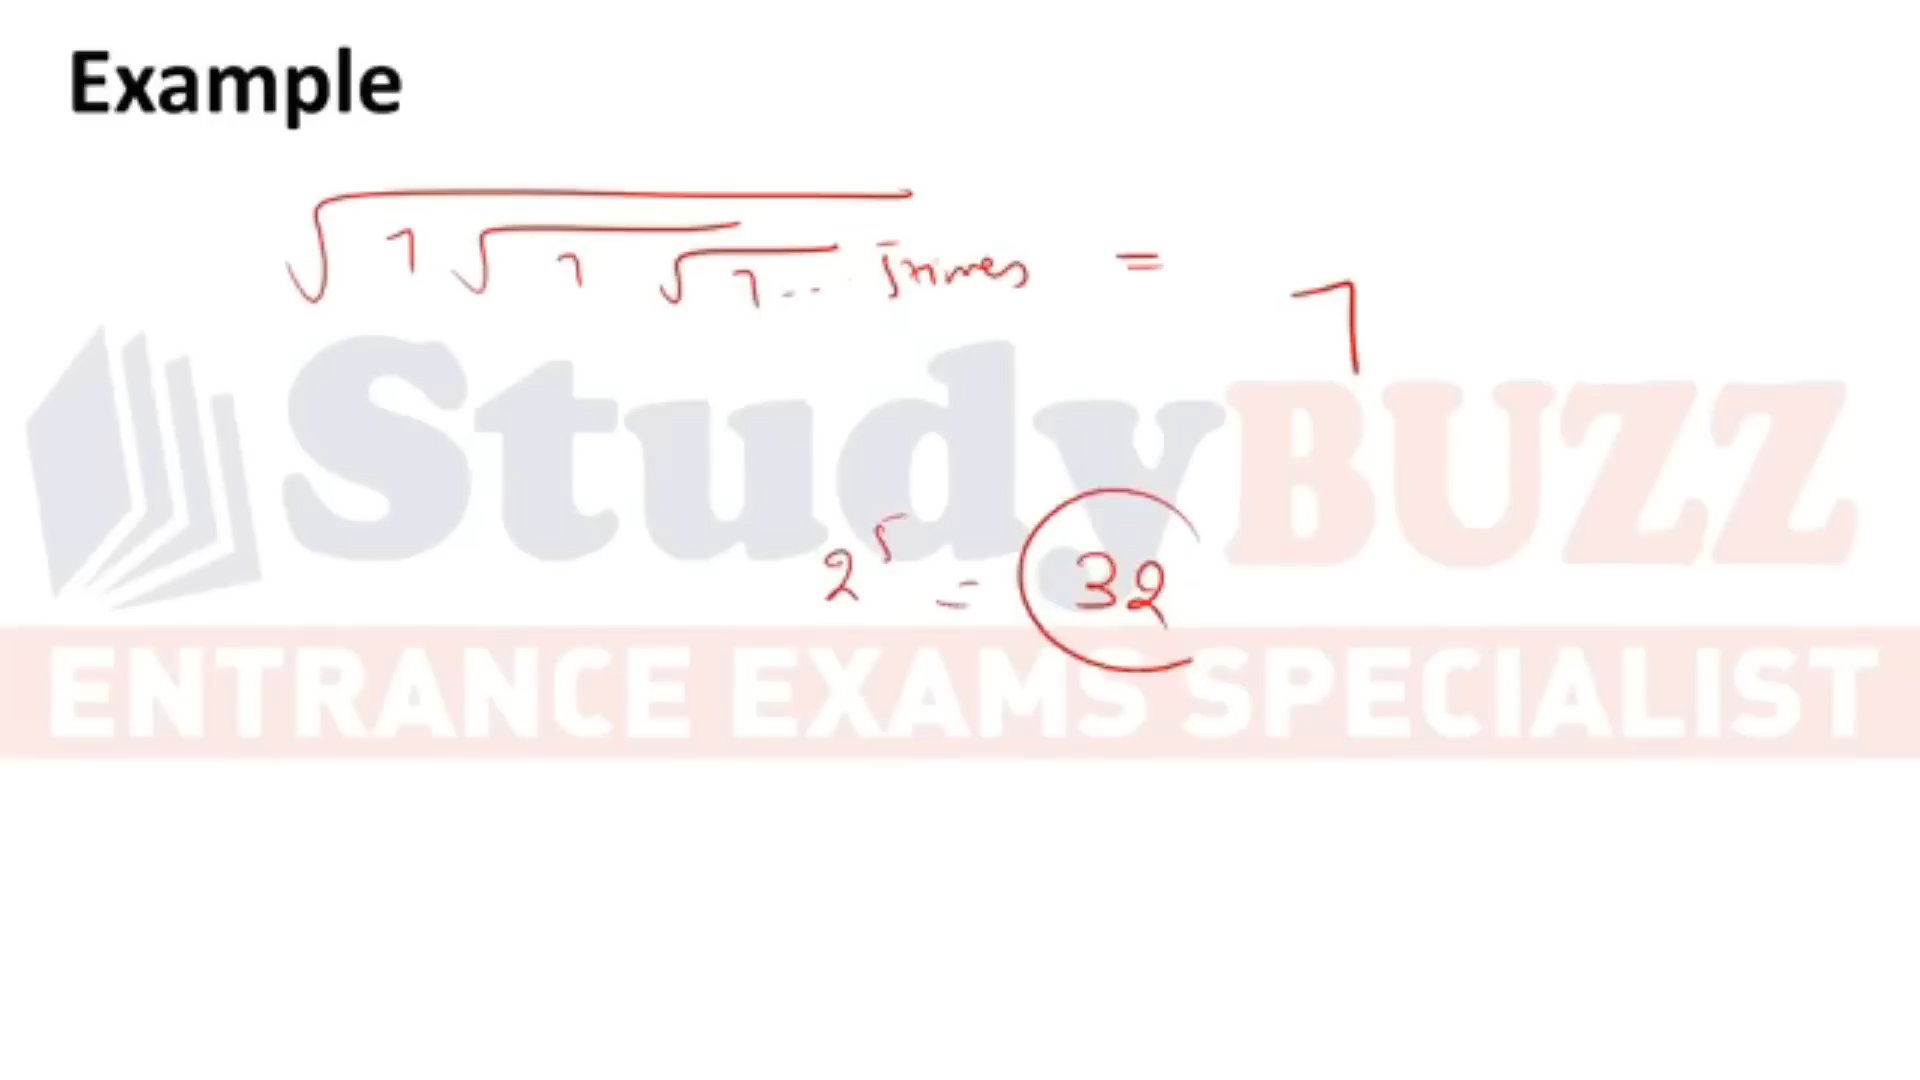 Example
√7√7√7... 5 times =
7
2⁵ = 32
StudyBUZZ
ENTRANCE EXAMS SPECIALIST